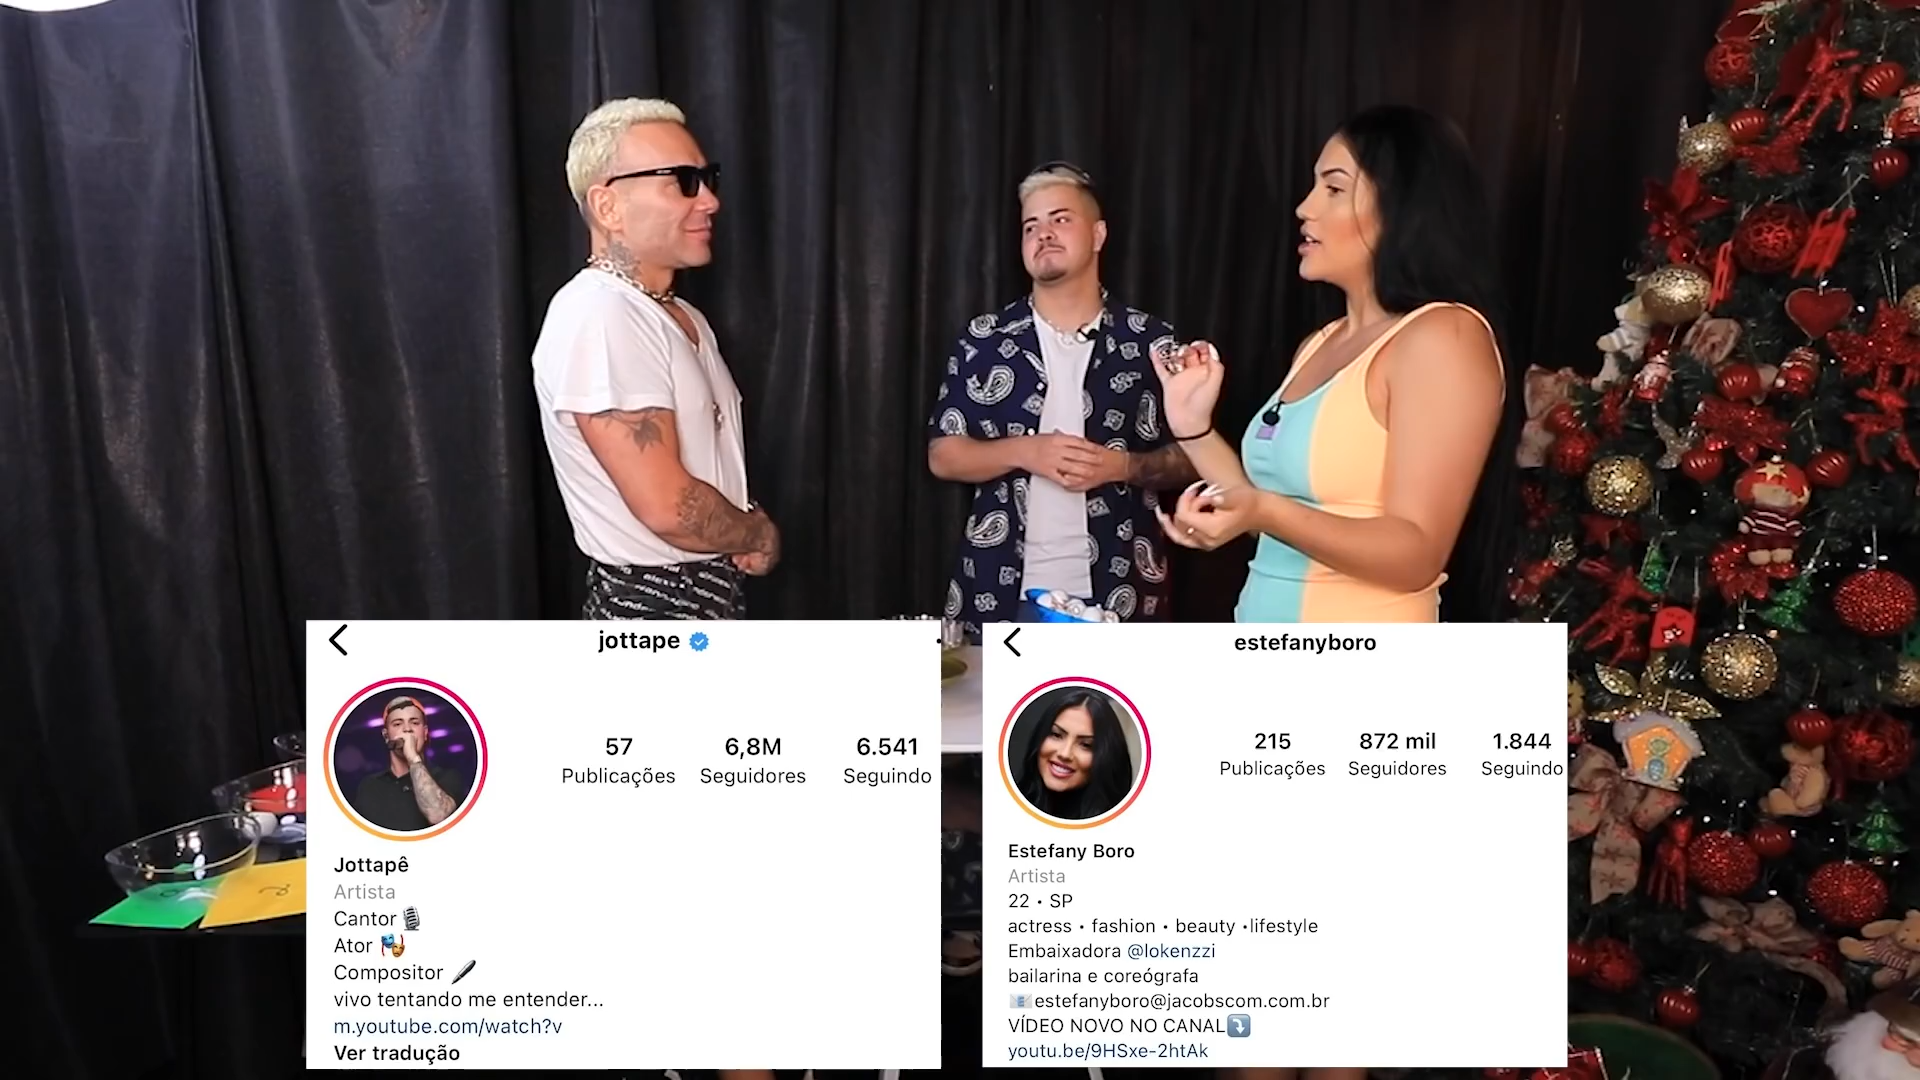 jottape
57
6,8M
6.541
Publicações
Seguidores
Seguindo
Jottapê
Artista
Cantor 🎙️
Ator 🎭
Compositor 🖊️
vivo tentando me entender...
m.youtube.com/watch?v
Ver tradução
estefanyboro
215
872 mil
1.844
Publicações
Seguidores
Seguindo
Estefany Boro
Artista
22 • SP
actress • fashion • beauty •lifestyle
Embaixadora @lokenzzi
bailarina e coreógrafa
📧estefanyboro@jacobscom.com.br
VÍDEO NOVO NO CANAL⤵️
youtu.be/9HSxe-2htAk